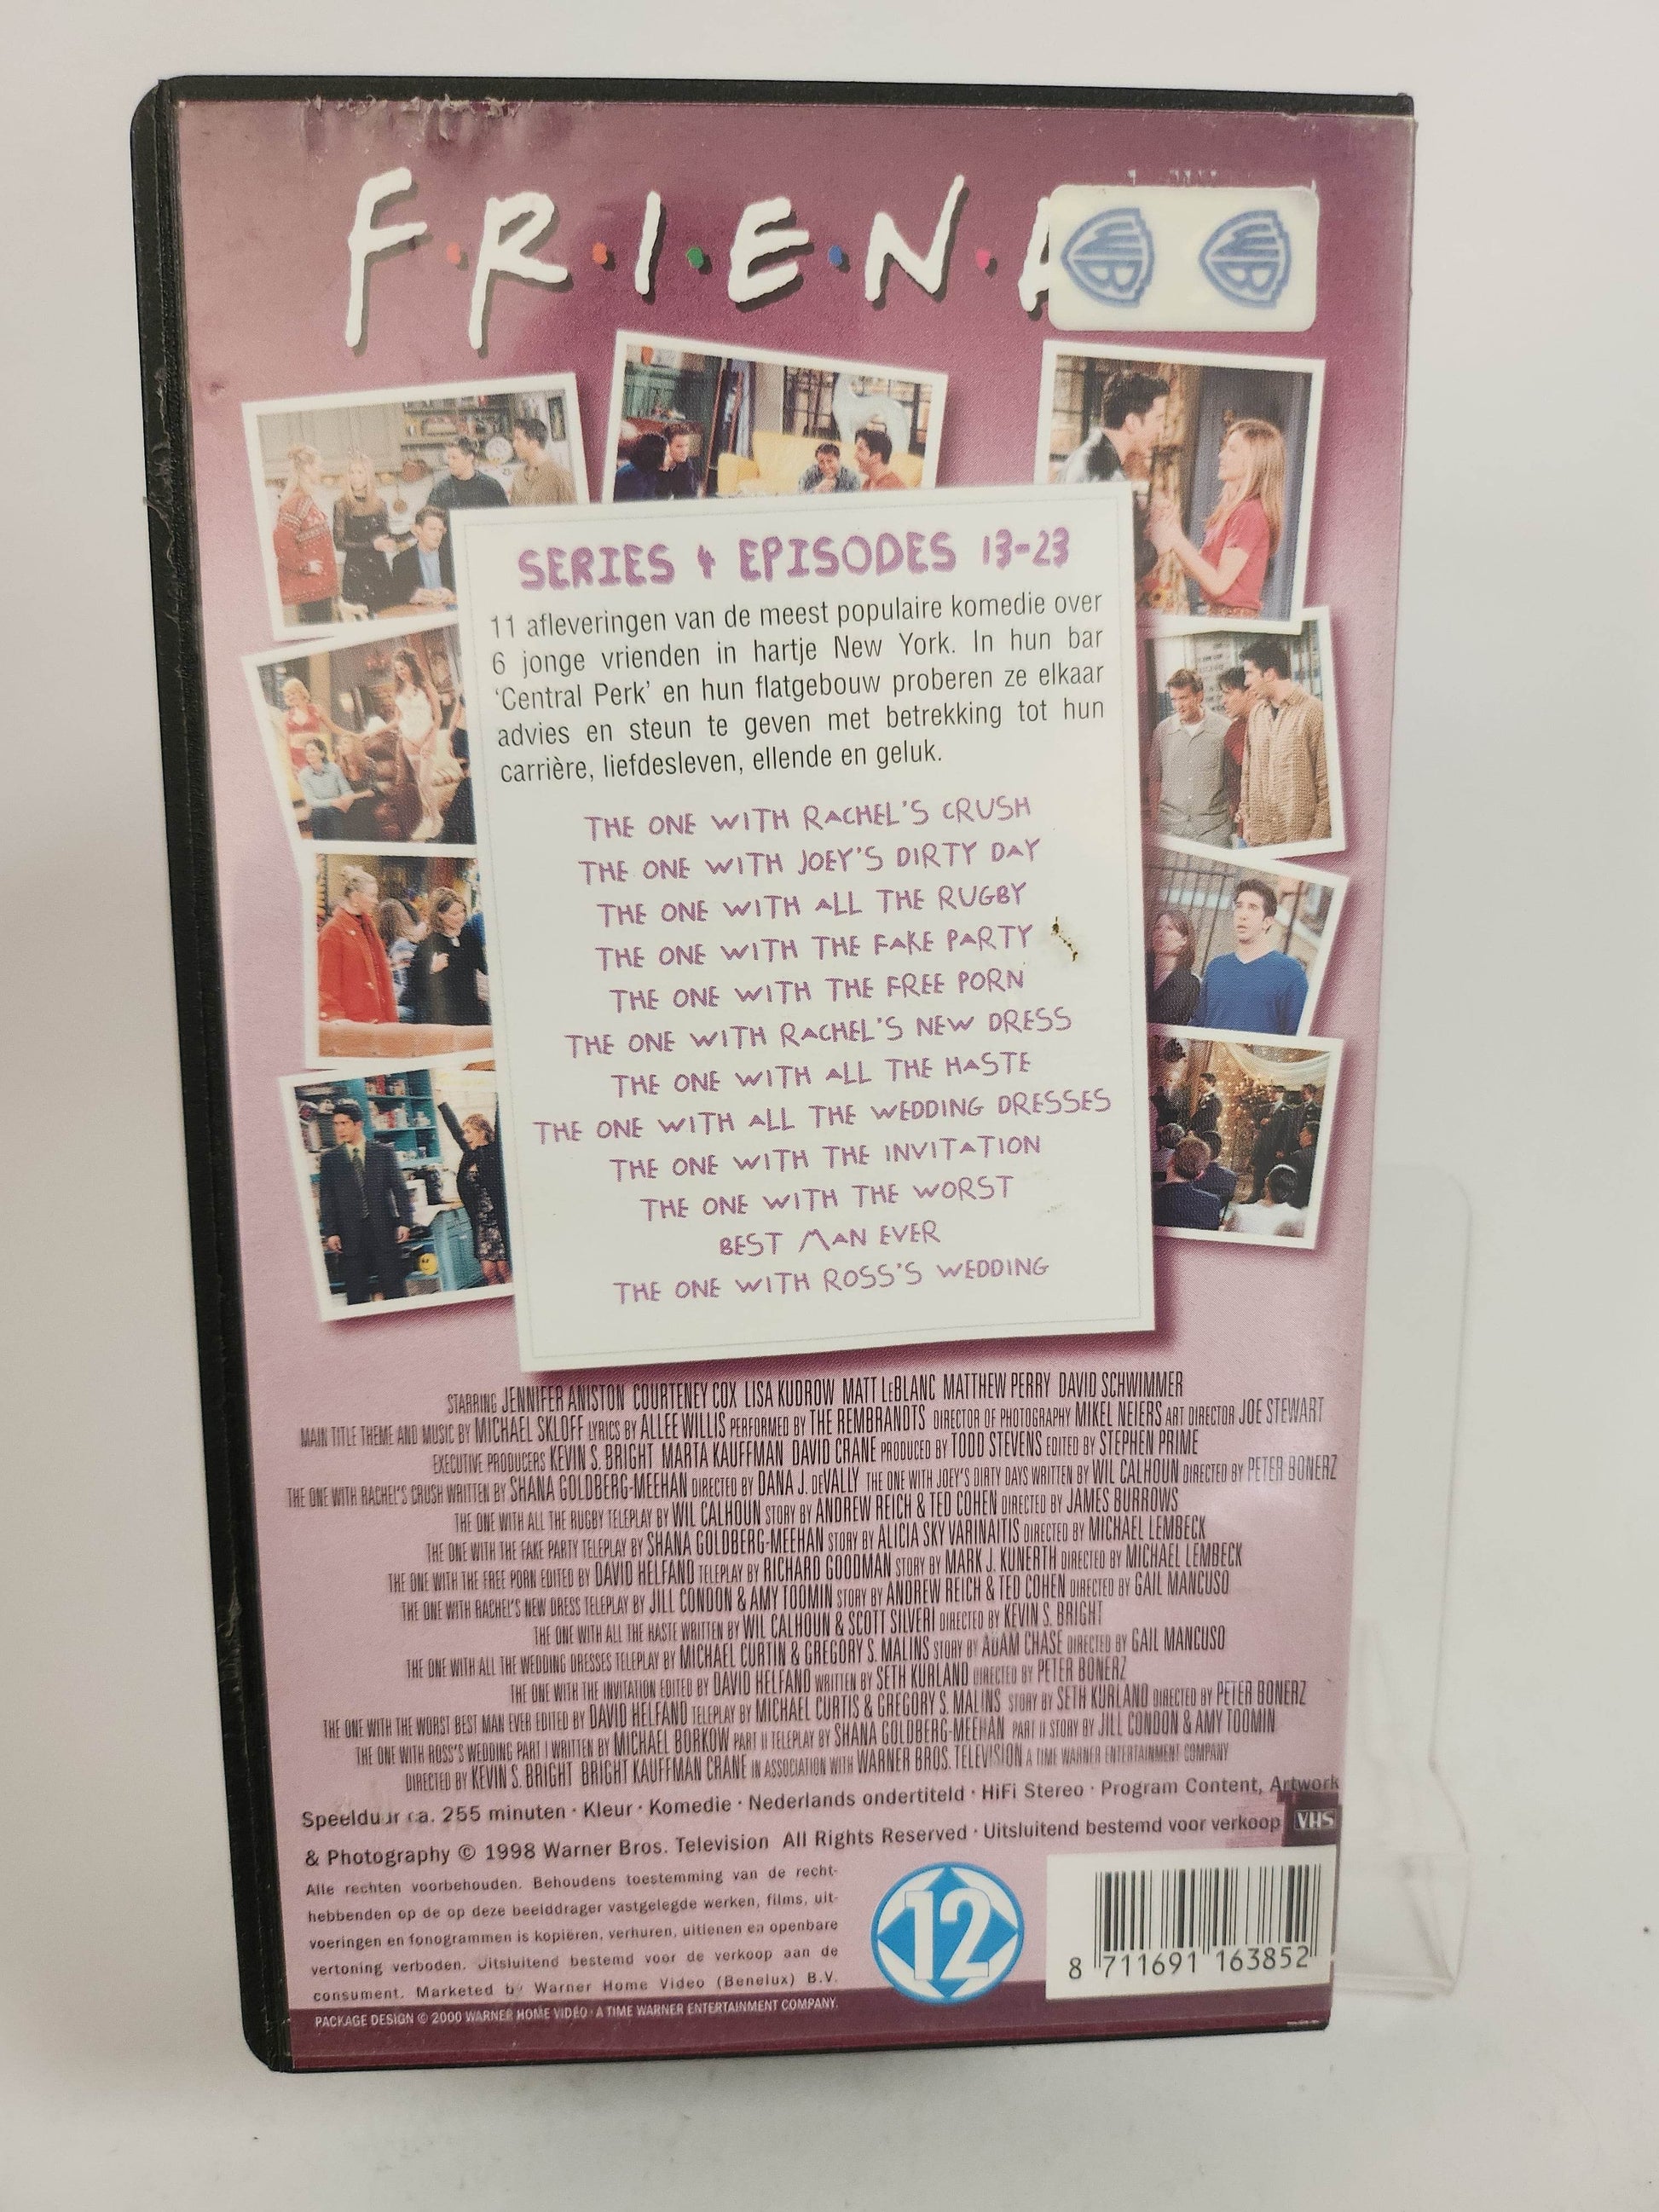 F·R·I·E·N·
WB WB
SERIES 4 EPISODES 13-23
11 afleveringen van de meest populaire komedie over
6 jonge vrienden in hartje New York. In hun bar
‘Central Perk’ en hun flatgebouw proberen ze elkaar
advies en steun te geven met betrekking tot hun
carrière, liefdesleven, ellende en geluk.
THE ONE WITH RACHEL'S CRUSH
THE ONE WITH JOEY'S DIRTY DAY
THE ONE WITH ALL THE RUGBY
THE ONE WITH THE FAKE PARTY
THE ONE WITH THE FREE PORN
THE ONE WITH RACHEL'S NEW DRESS
THE ONE WITH ALL THE HASTE
THE ONE WITH ALL THE WEDDING DRESSES
THE ONE WITH THE INVITATION
THE ONE WITH THE WORST
BEST MAN EVER
THE ONE WITH ROSS'S WEDDING
STARRING JENNIFER ANISTON COURTENEY COX LISA KUDROW MATT LeBLANC MATTHEW PERRY DAVID SCHWIMMER
MAIN TITLE THEME AND MUSIC BY MICHAEL SKLOFF LYRICS BY ALLEE WILLIS PERFORMED BY THE REMBRANDTS DIRECTOR OF PHOTOGRAPHY MIKEL NEIERS ART DIRECTOR JOE STEWART
EXECUTIVE PRODUCERS KEVIN S. BRIGHT MARTA KAUFFMAN DAVID CRANE PRODUCED BY TODD STEVENS EDITED BY STEPHEN PRIME
THE ONE WITH RACHEL'S CRUSH WRITTEN BY SHANA GOLDBERG-MEEHAN DIRECTED BY DANA J. DeVALLY THE ONE WITH JOEY'S DIRTY DAYS WRITTEN BY WIL CALHOUN DIRECTED BY PETER BONERZ
THE ONE WITH ALL THE RUGBY TELEPLAY BY WIL CALHOUN STORY BY ANDREW REICH & TED COHEN DIRECTED BY JAMES BURROWS
THE ONE WITH THE FAKE PARTY TELEPLAY BY SHANA GOLDBERG-MEEHAN STORY BY ALICIA SKY VARINAITIS DIRECTED BY MICHAEL LEMBECK
THE ONE WITH THE FREE PORN EDITED BY DAVID HELFAND TELEPLAY BY RICHARD GOODMAN STORY BY MARK J. KUNERTH DIRECTED BY MICHAEL LEMBECK
THE ONE WITH RACHEL'S NEW DRESS TELEPLAY BY JILL CONDON & AMY TOOMIN STORY BY ANDREW REICH & TED COHEN DIRECTED BY GAIL MANCUSO
THE ONE WITH ALL THE HASTE WRITTEN BY WIL CALHOUN & SCOTT SILVERI DIRECTED BY KEVIN S. BRIGHT
THE ONE WITH ALL THE WEDDING DRESSES TELEPLAY BY MICHAEL CURTIN & GREGORY S. MALINS STORY BY ADAM CHASE DIRECTED BY GAIL MANCUSO
THE ONE WITH THE INVITATION EDITED BY DAVID HELFAND WRITTEN BY SETH KURLAND DIRECTED BY PETER BONERZ
THE ONE WITH THE WORST BEST MAN EVER EDITED BY DAVID HELFAND TELEPLAY BY MICHAEL CURTIS & GREGORY S. MALINS STORY BY SETH KURLAND DIRECTED BY PETER BONERZ
THE ONE WITH ROSS'S WEDDING PART I WRITTEN BY MICHAEL BORKOW PART II TELEPLAY BY SHANA GOLDBERG-MEEHAN PART II STORY BY JILL CONDON & AMY TOOMIN
DIRECTED BY KEVIN S. BRIGHT BRIGHT KAUFFMAN CRANE IN ASSOCIATION WITH WARNER BROS. TELEVISION A TIME WARNER ENTERTAINMENT COMPANY
Speelduur ca. 255 minuten · Kleur · Komedie · Nederlands ondertiteld · HiFi Stereo · Program Content, Artwork
& Photography © 1998 Warner Bros. Television All Rights Reserved · Uitsluitend bestemd voor verkoop VHS
Alle rechten voorbehouden. Behoudens toestemming van de recht-
hebbenden op de op deze beelddrager vastgelegde werken, films, uit-
voeringen en fonogrammen is kopiëren, verhuren, uitlenen en openbare
vertoning verboden. Uitsluitend bestemd voor de verkoop aan de
consument. Marketed by Warner Home Video (Benelux) B.V.
12
8 711691 163852
PACKAGE DESIGN © 2000 WARNER HOME VIDEO · A TIME WARNER ENTERTAINMENT COMPANY.